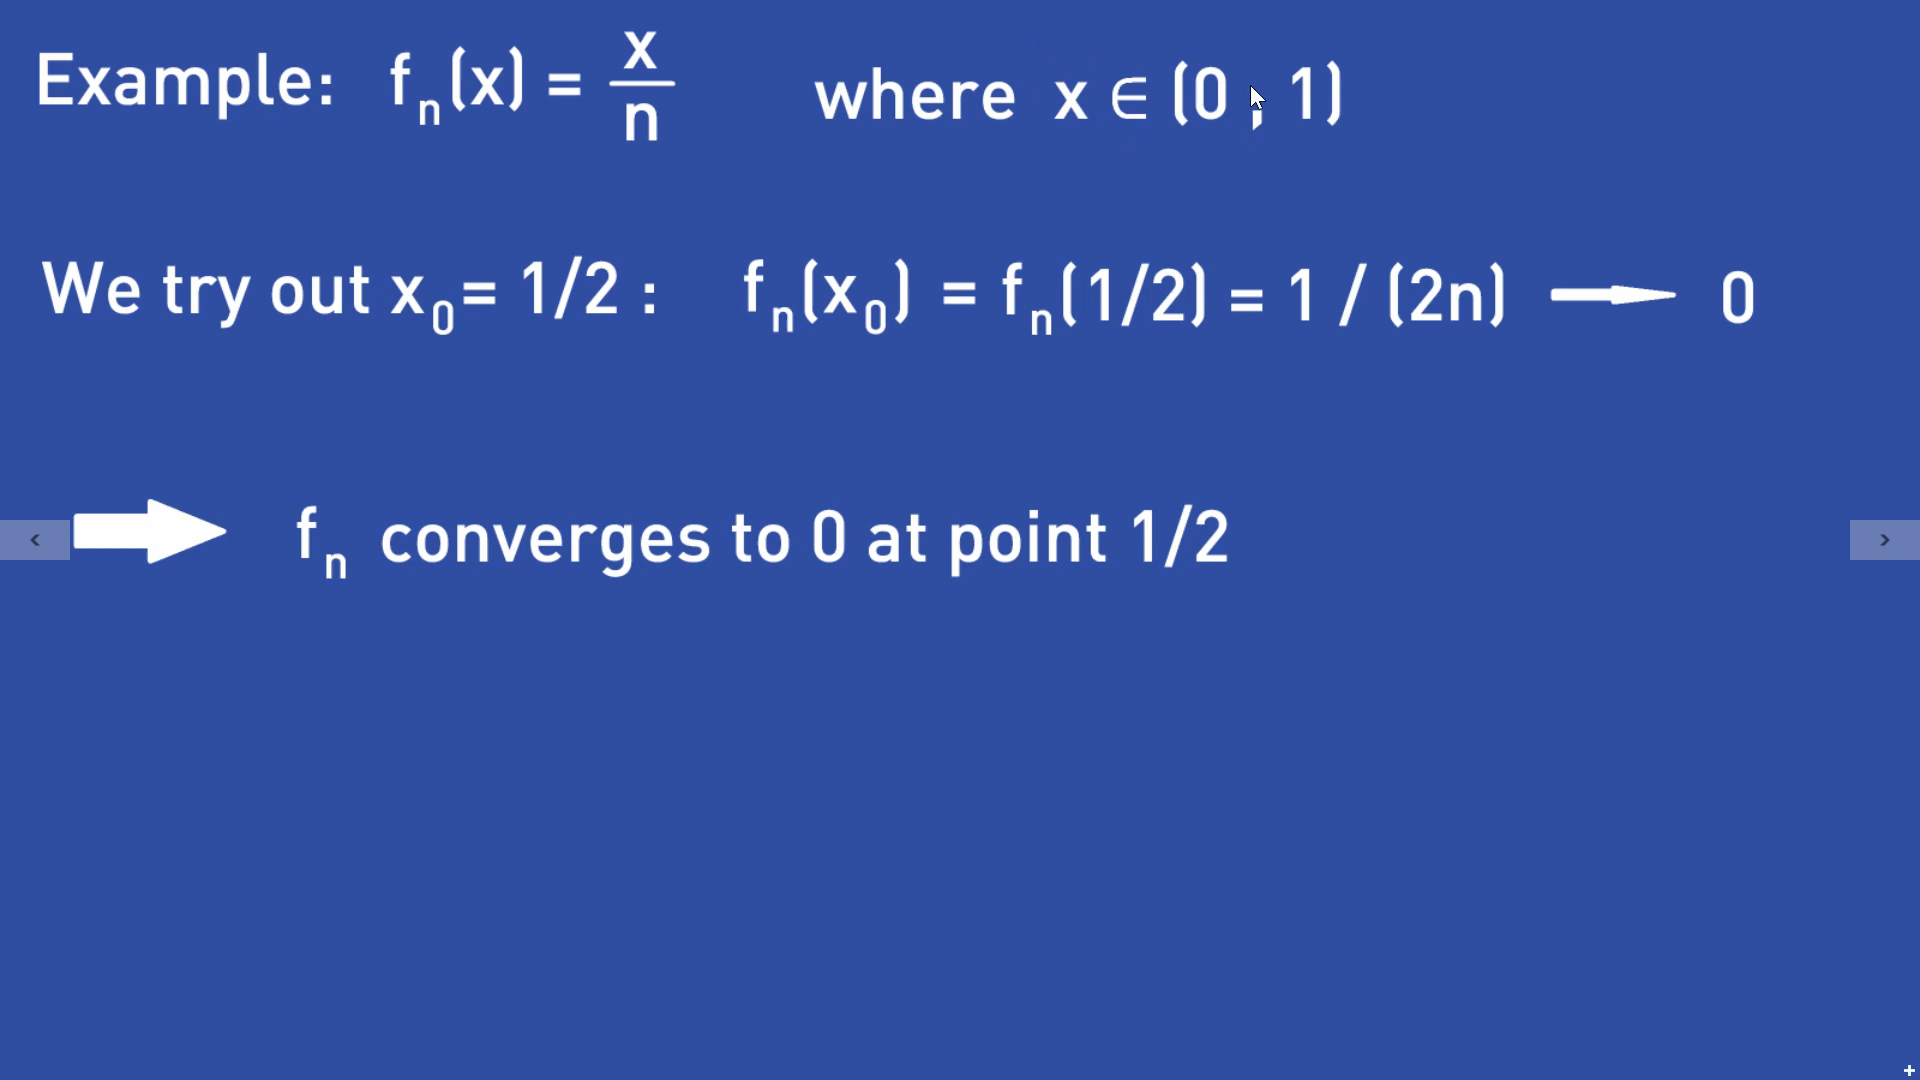 Example: fₙ(x) = x/n where x ∈ (0 , 1)
We try out x₀= 1/2 : fₙ(x₀) = fₙ(1/2) = 1 / (2n) → 0
fₙ converges to 0 at point 1/2